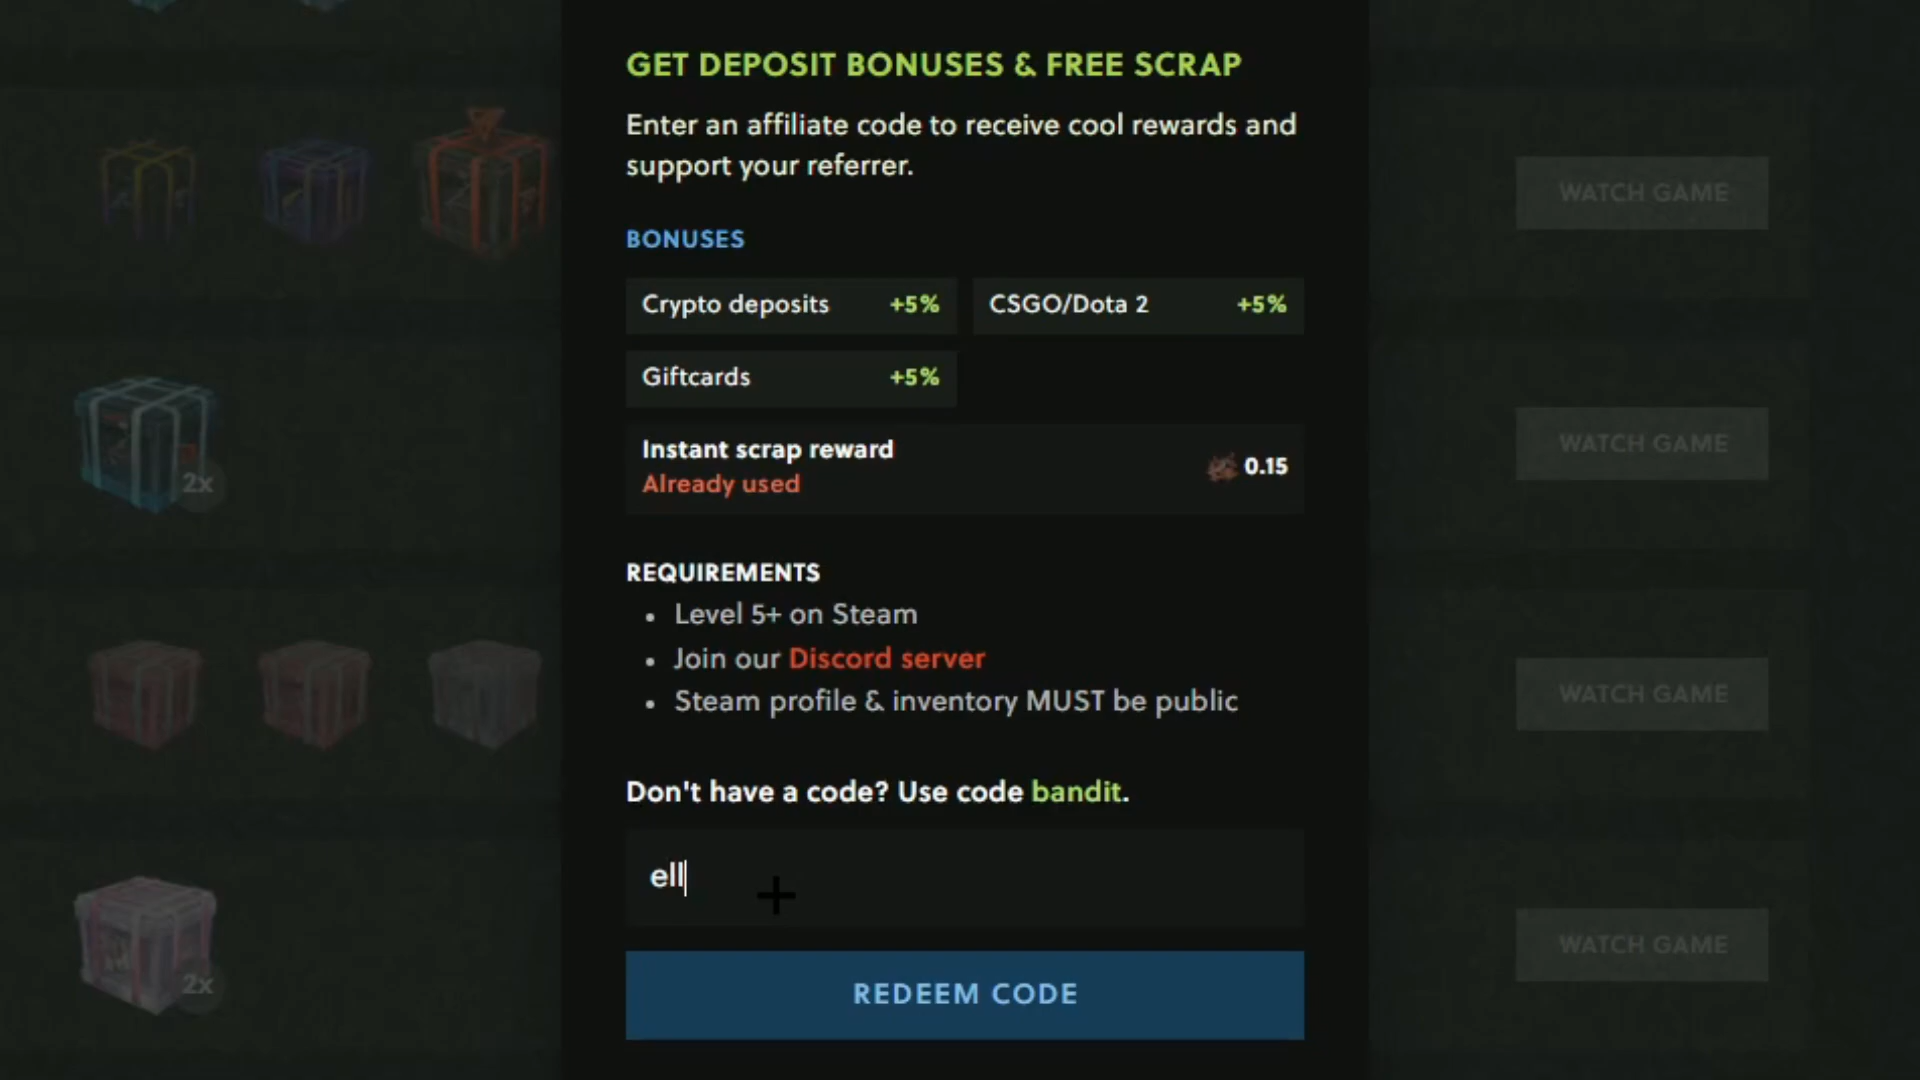 GET DEPOSIT BONUSES & FREE SCRAP
Enter an affiliate code to receive cool rewards and
support your referrer.
BONUSES
Crypto deposits +5% CSGO/Dota 2 +5%
Giftcards +5%
Instant scrap reward
Already used
0.15
REQUIREMENTS
• Level 5+ on Steam
• Join our Discord server
• Steam profile & inventory MUST be public
Don't have a code? Use code bandit.
ell
REDEEM CODE
2x
2x
WATCH GAME
WATCH GAME
WATCH GAME
WATCH GAME